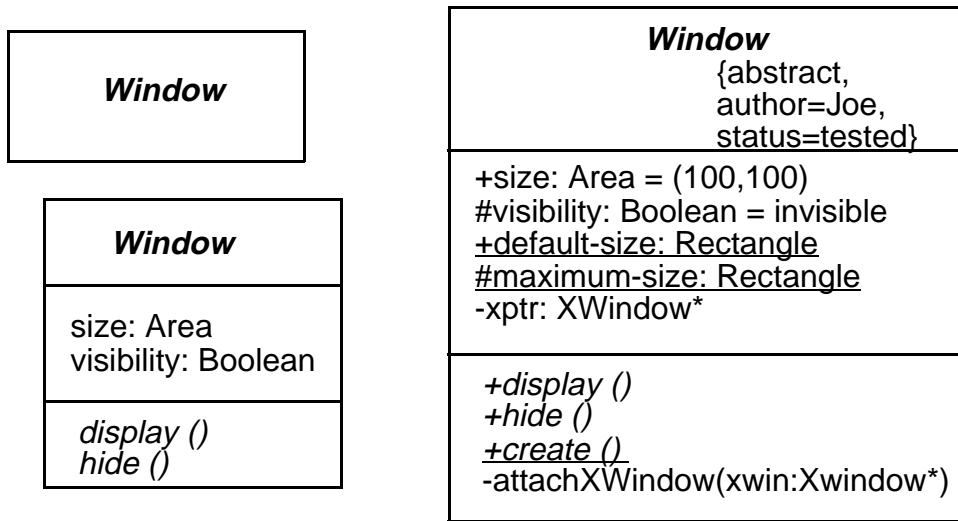 Window
Window
size: Area
visibility: Boolean
display ()
hide ()
Window
{abstract,
author=Joe,
status=tested}
+size: Area = (100,100)
#visibility: Boolean = invisible
+default-size: Rectangle
#maximum-size: Rectangle
-xptr: XWindow*
+display ()
+hide ()
+create ()
-attachXWindow(xwin:Xwindow*)